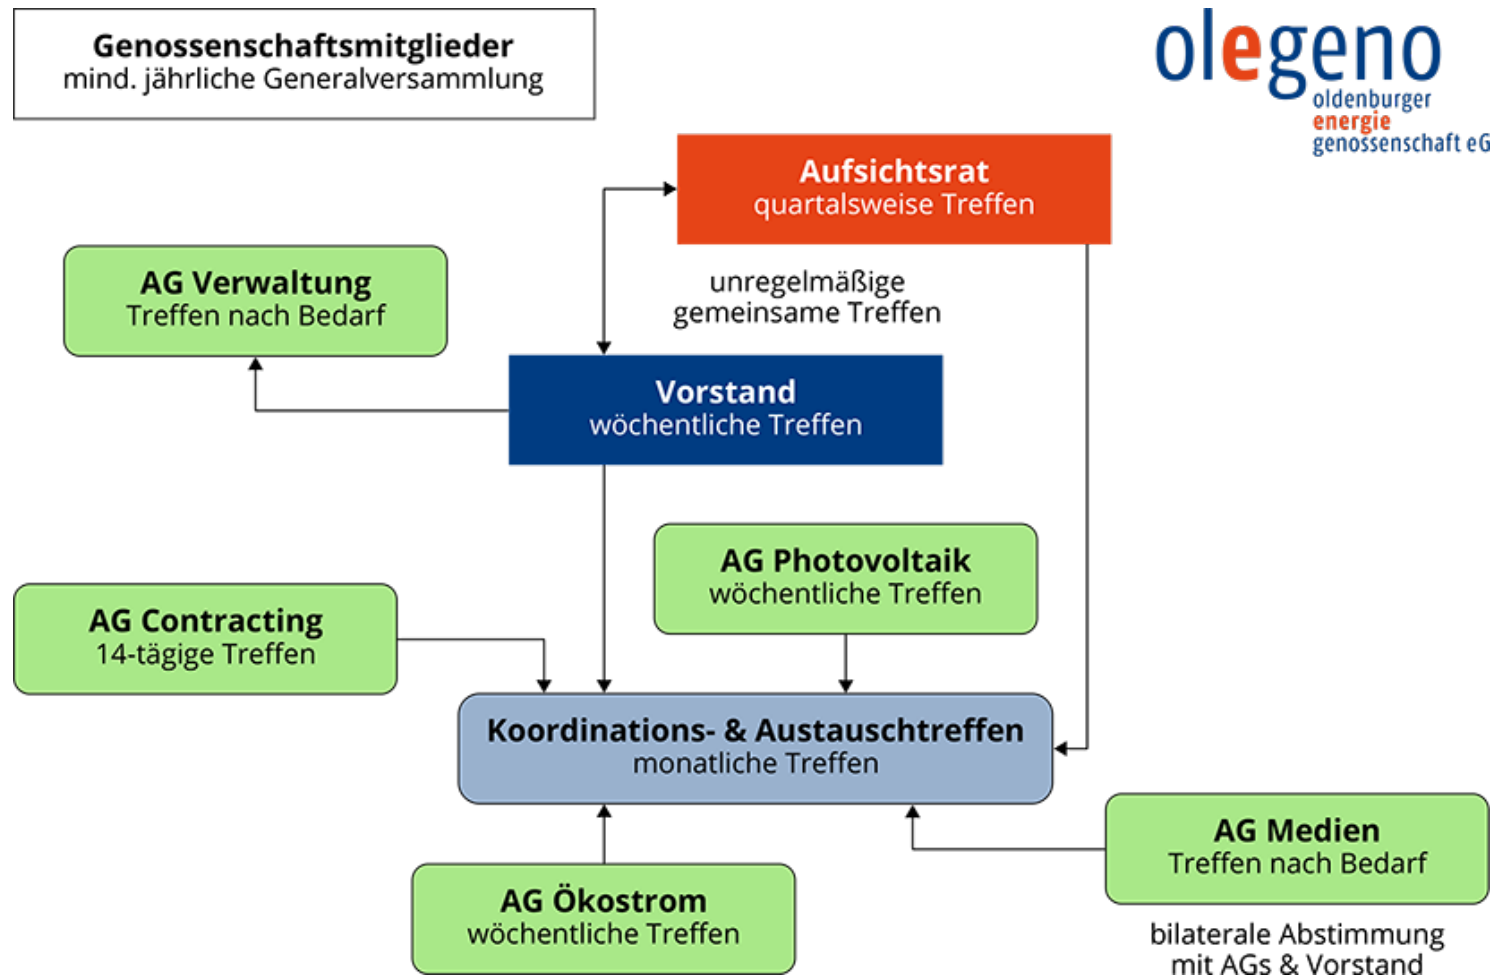 Genossenschaftsmitglieder
mind. jährliche Generalversammlung
olegeno
oldenburger
energie
genossenschaft eG
Aufsichtsrat
quartalsweise Treffen
AG Verwaltung
Treffen nach Bedarf
unregelmäßige
gemeinsame Treffen
Vorstand
wöchentliche Treffen
AG Photovoltaik
wöchentliche Treffen
AG Contracting
14-tägige Treffen
Koordinations- & Austauschtreffen
monatliche Treffen
AG Medien
Treffen nach Bedarf
AG Ökostrom
wöchentliche Treffen
bilaterale Abstimmung
mit AGs & Vorstand